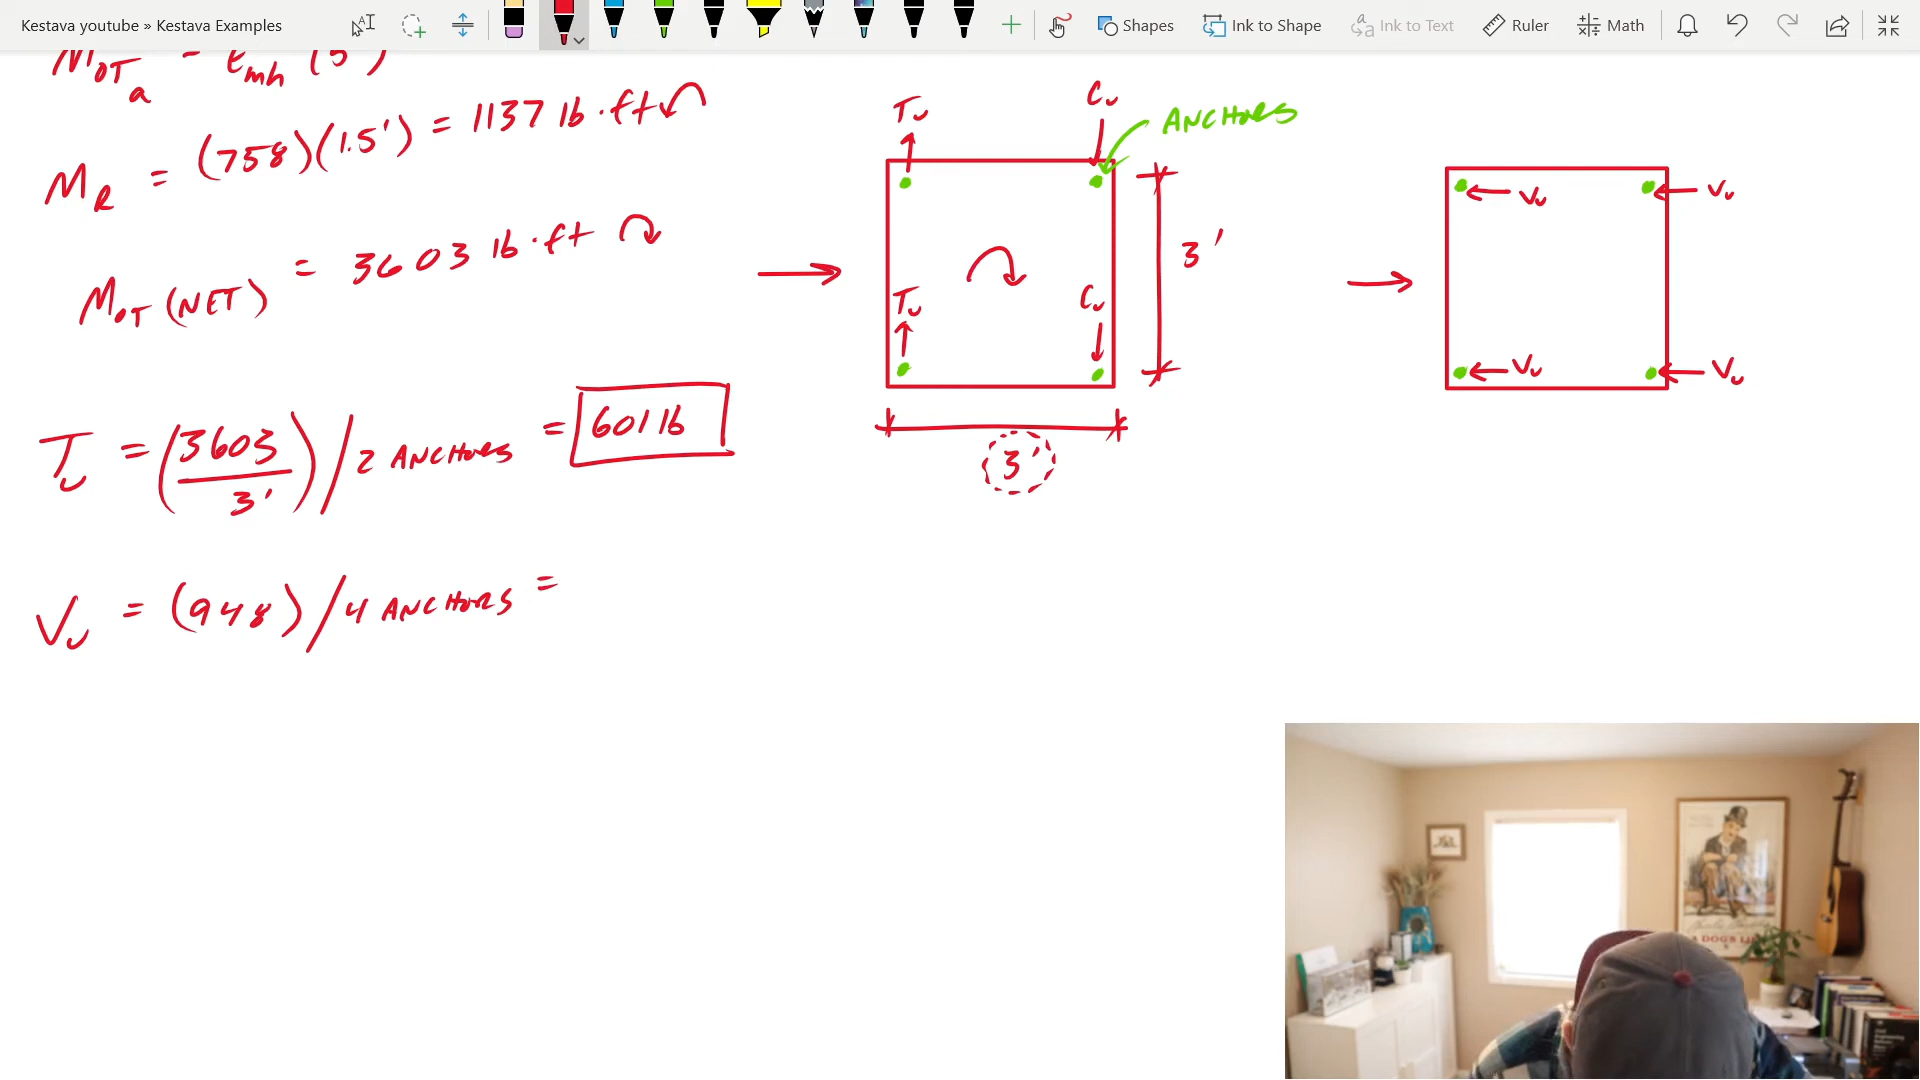 Kestava youtube » Kestava Examples
Shapes
Ink to Shape
Ink to Text
Ruler
Math
M_OT_a = E_mh (5')
M_R = (758)(1.5') = 1137 lb·ft
M_OT (NET) = 3603 lb·ft
T_u = (3603 / 3') / 2 ANCHORS = 601 lb
V_u = (948) / 4 ANCHORS =
T_u
C_u
ANCHORS
3'
T_u
C_u
3'
V_u
V_u
V_u
V_u
A DOG'S LI